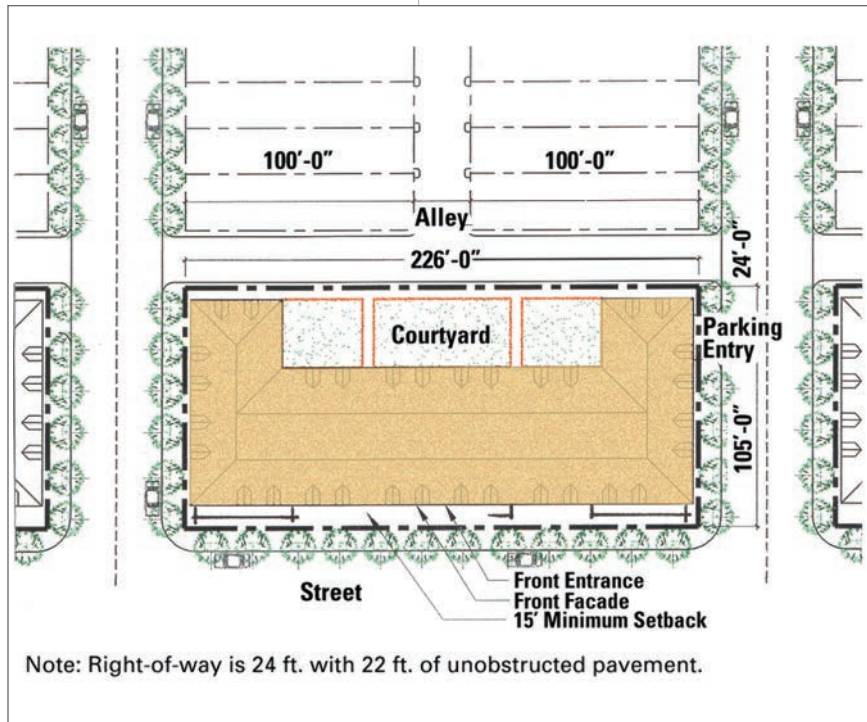 100'-0”
100'-0”
Alley
226'-0”
24'-0”
Courtyard
Parking
Entry
105'-0”
Front Entrance
Front Facade
15' Minimum Setback
Street
Note: Right-of-way is 24 ft. with 22 ft. of unobstructed pavement.